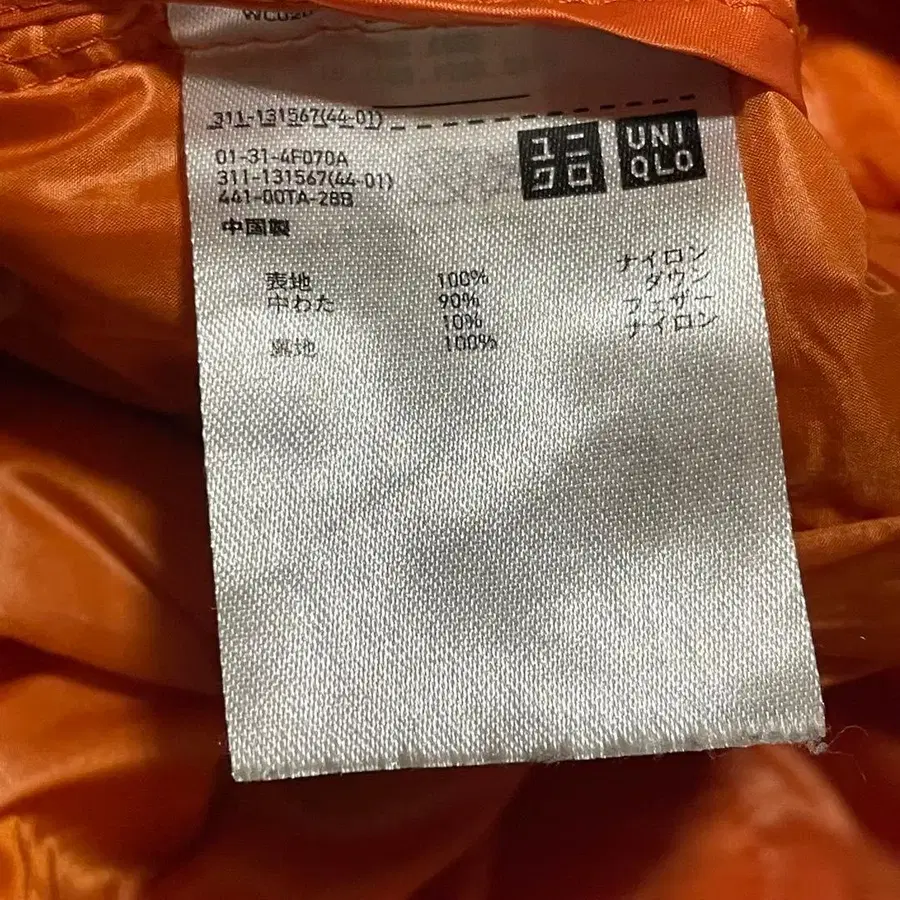 311-131567(44-01)
01-31-4F070A
311-131567(44-01)
441-00TA-28B
中国製
ユニ
クロ
UNI
QLO
表地 100% ナイロン
中わた 90% ダウン
10% フェザー
裏地 100% ナイロン